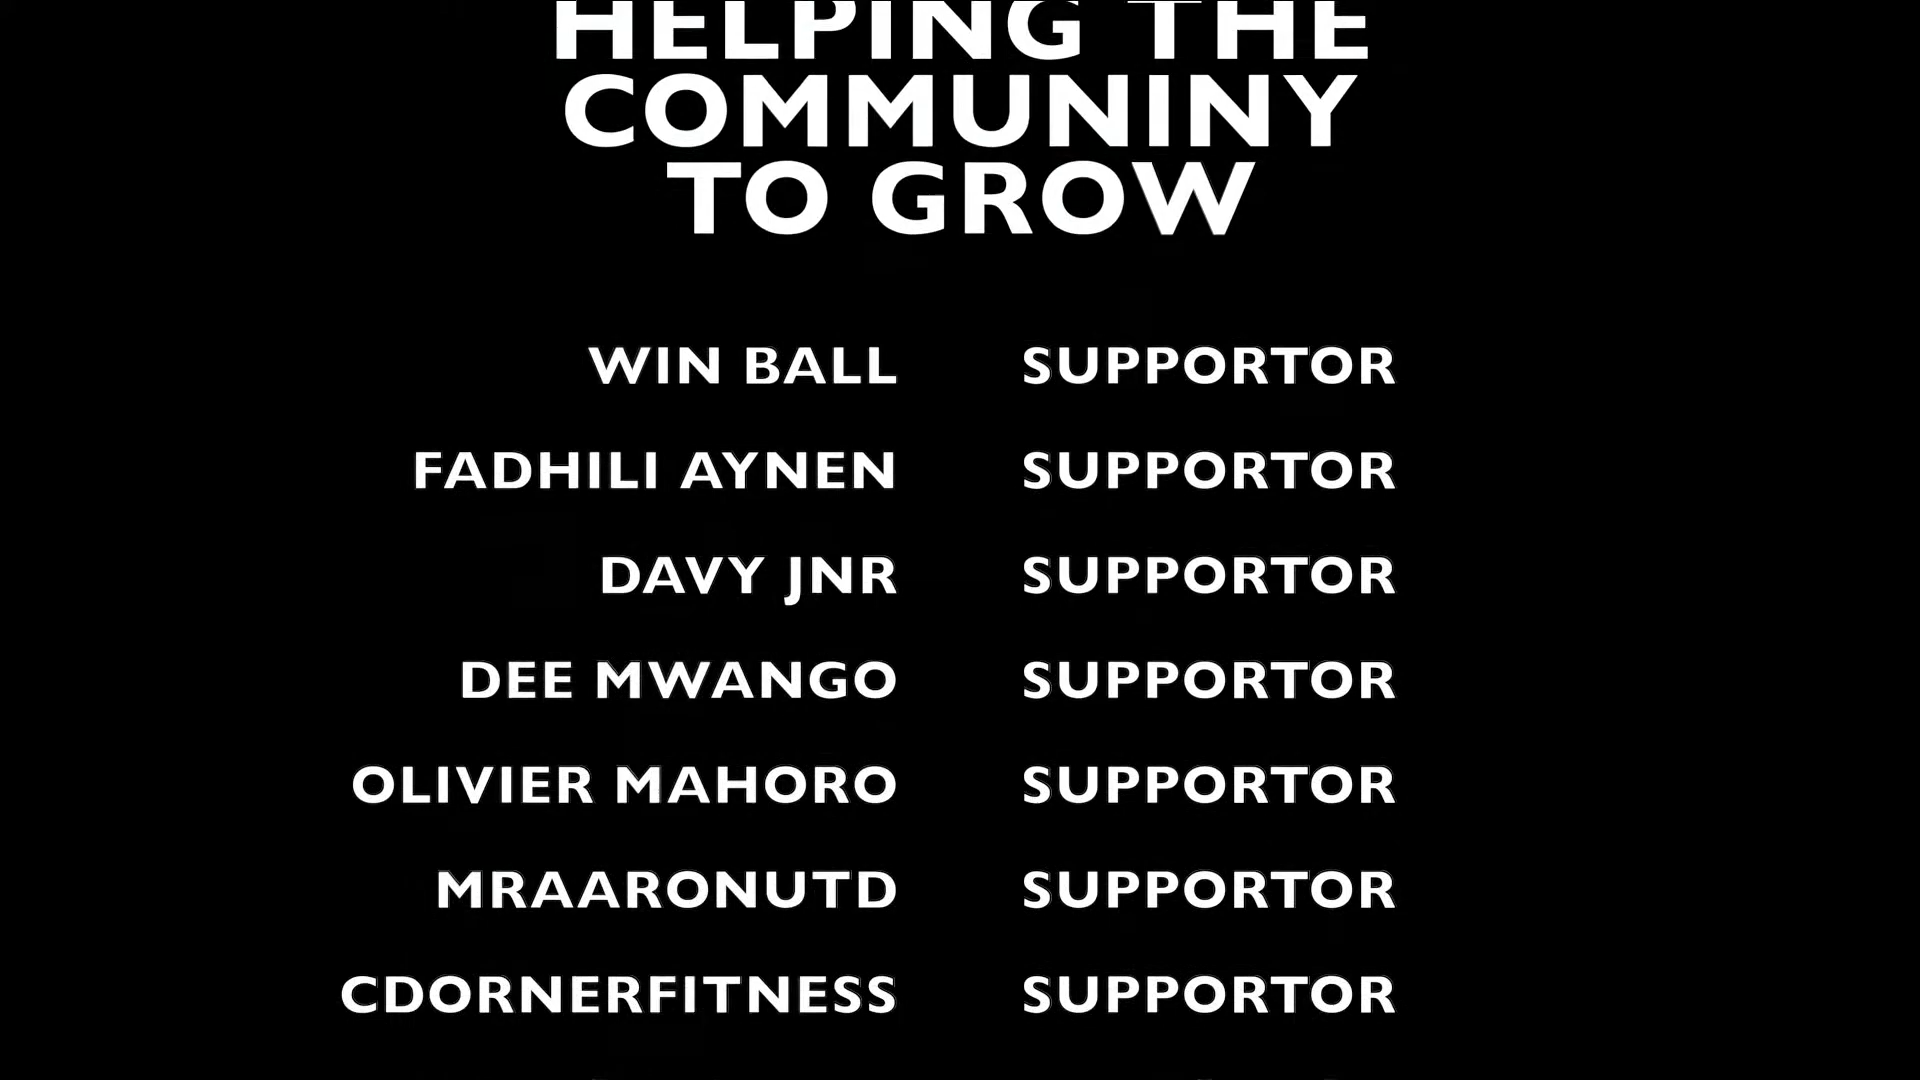 HELPING THE
COMMUNINY
TO GROW
WIN BALL SUPPORTOR
FADHILI AYNEN SUPPORTOR
DAVY JNR SUPPORTOR
DEE MWANGO SUPPORTOR
OLIVIER MAHORO SUPPORTOR
MRAARONUTD SUPPORTOR
CDORNERFITNESS SUPPORTOR